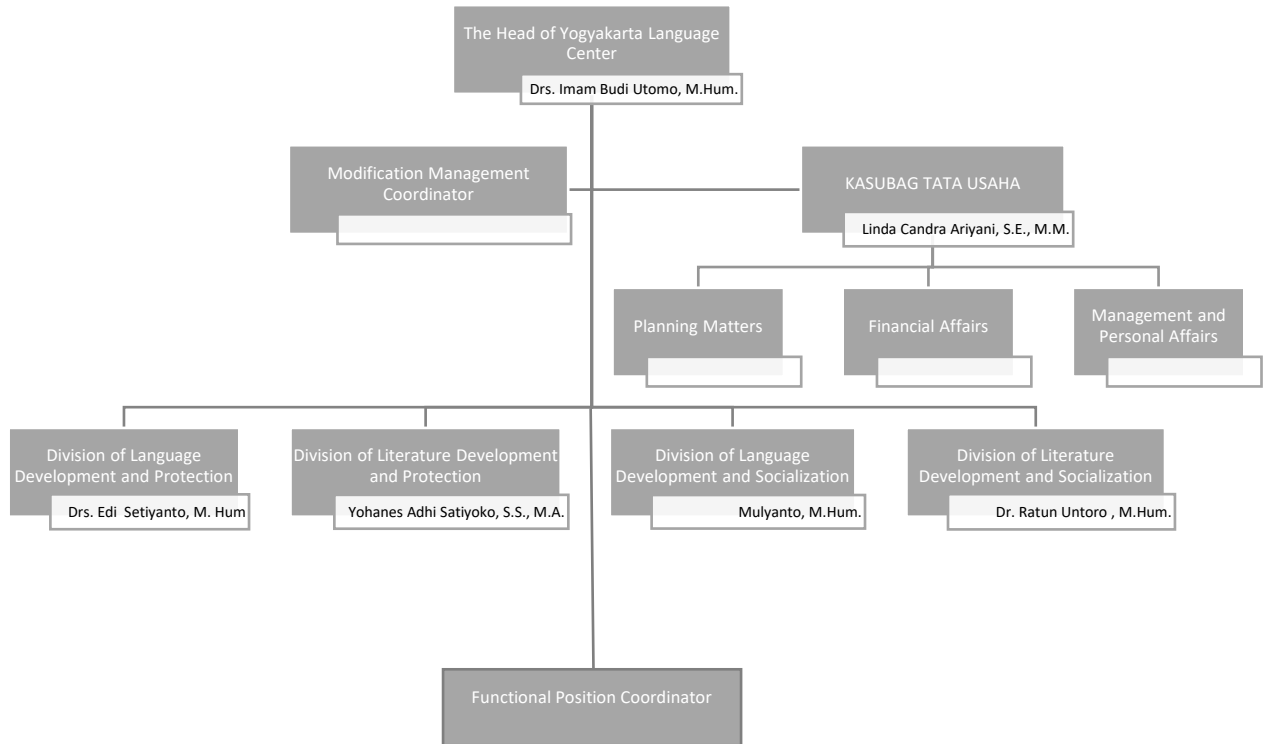 The Head of Yogyakarta Language
Center
Drs. Imam Budi Utomo, M.Hum.
Modification Management
Coordinator
KASUBAG TATA USAHA
Linda Candra Ariyani, S.E., M.M.
Planning Matters
Financial Affairs
Management and
Personal Affairs
Division of Language
Development and Protection
Drs. Edi  Setiyanto, M. Hum
Division of Literature Development
and Protection
Yohanes Adhi Satiyoko, S.S., M.A.
Division of Language
Development and Socialization
Mulyanto, M.Hum.
Division of Literature
Development and Socialization
Dr. Ratun Untoro , M.Hum.
Functional Position Coordinator